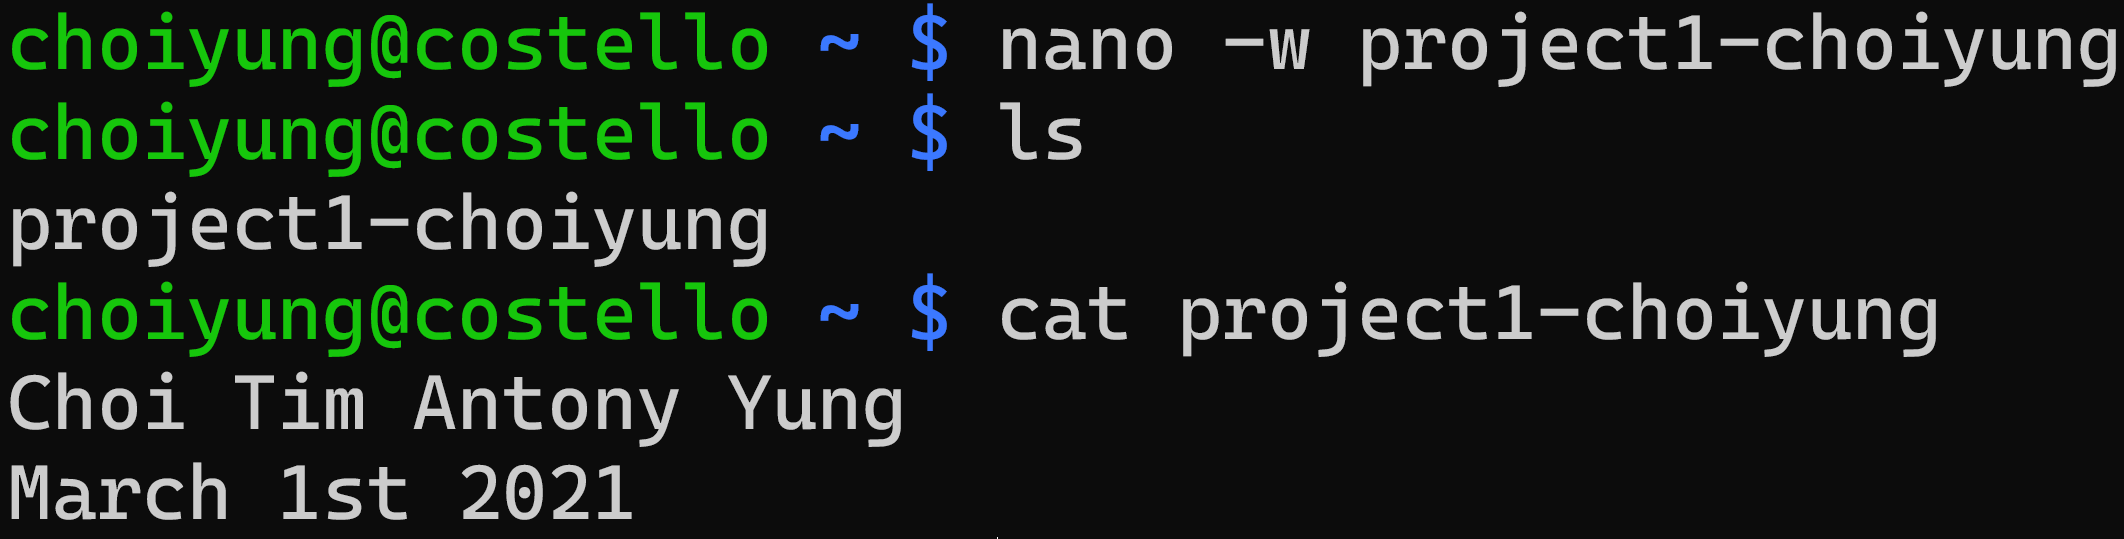 choiyung@costello ~ $ nano -w project1-choiyung
choiyung@costello ~ $ ls
project1-choiyung
choiyung@costello ~ $ cat project1-choiyung
Choi Tim Antony Yung
March 1st 2021